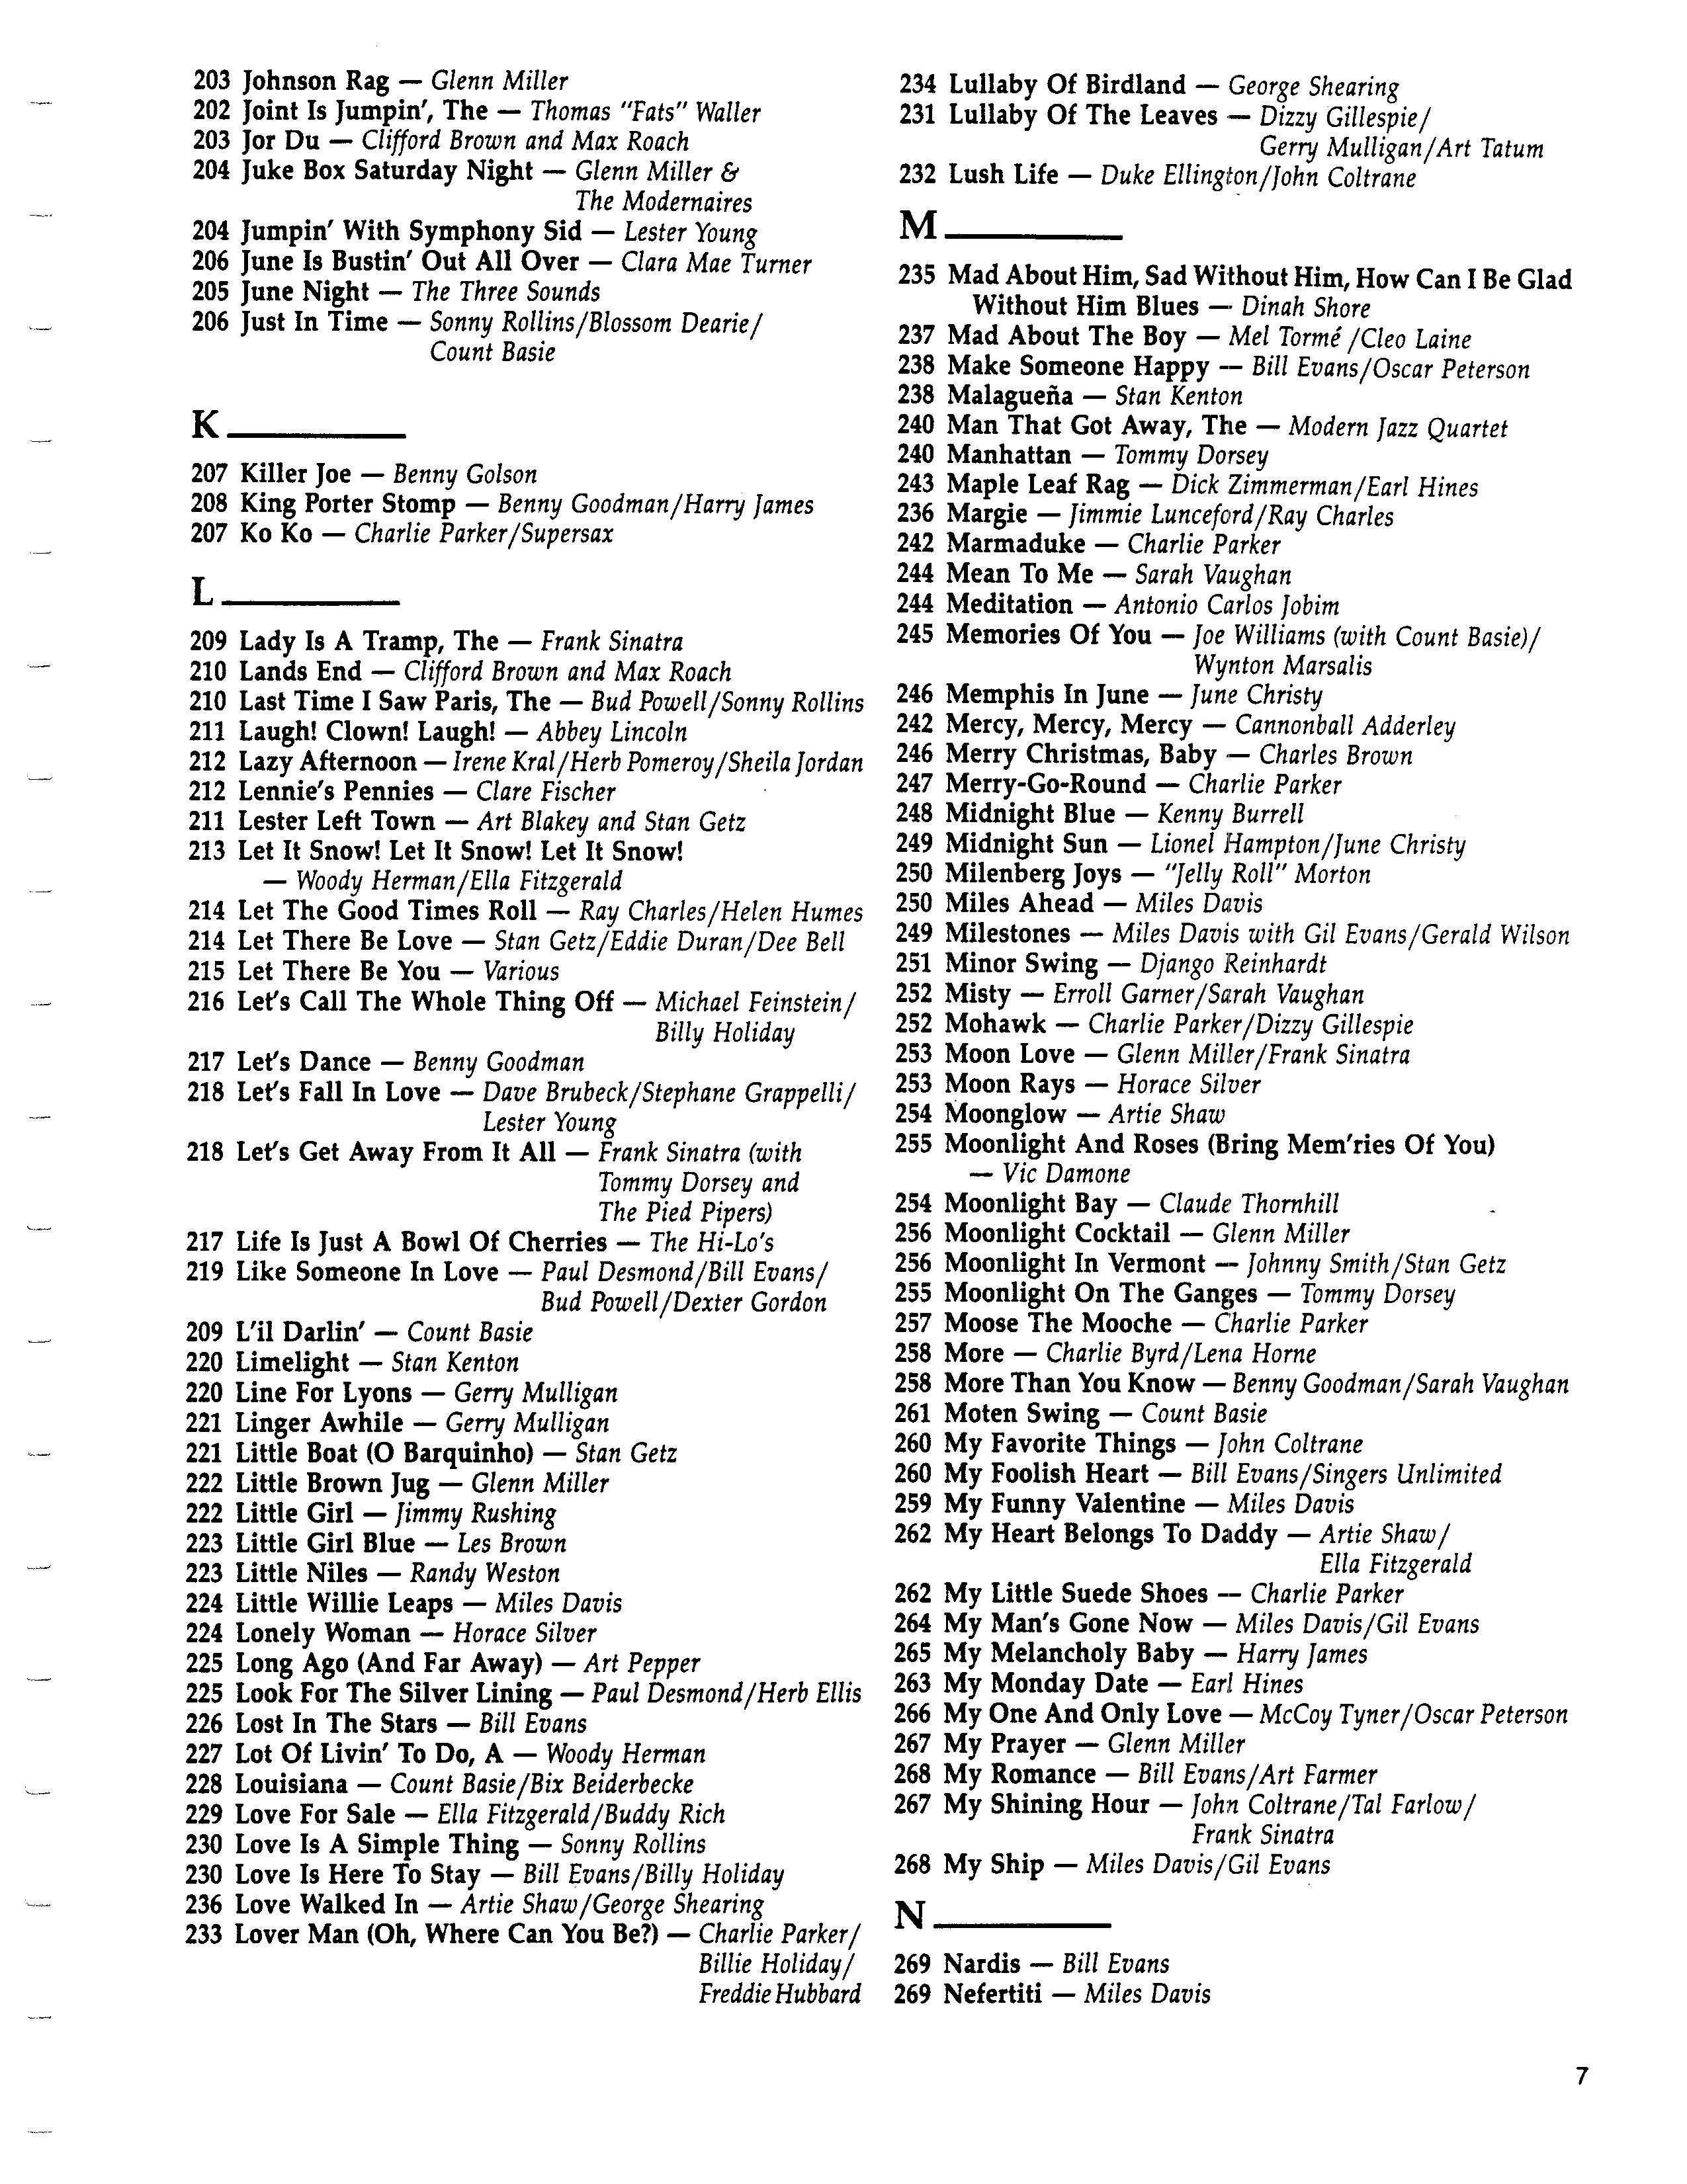 203 Johnson Rag — Glenn Miller
202 Joint Is Jumpin', The — Thomas "Fats" Waller
203 Jor Du — Clifford Brown and Max Roach
204 Juke Box Saturday Night — Glenn Miller &
The Modernaires
204 Jumpin' With Symphony Sid — Lester Young
206 June Is Bustin' Out All Over — Clara Mae Turner
205 June Night — The Three Sounds
206 Just In Time — Sonny Rollins/Blossom Dearie/
Count Basie
K
207 Killer Joe — Benny Golson
208 King Porter Stomp — Benny Goodman/Harry James
207 Ko Ko — Charlie Parker/Supersax
L
209 Lady Is A Tramp, The — Frank Sinatra
210 Lands End — Clifford Brown and Max Roach
210 Last Time I Saw Paris, The — Bud Powell/Sonny Rollins
211 Laugh! Clown! Laugh! — Abbey Lincoln
212 Lazy Afternoon — Irene Kral/Herb Pomeroy/Sheila Jordan
212 Lennie's Pennies — Clare Fischer
211 Lester Left Town — Art Blakey and Stan Getz
213 Let It Snow! Let It Snow! Let It Snow!
— Woody Herman/Ella Fitzgerald
214 Let The Good Times Roll — Ray Charles/Helen Humes
214 Let There Be Love — Stan Getz/Eddie Duran/Dee Bell
215 Let There Be You — Various
216 Let's Call The Whole Thing Off — Michael Feinstein/
Billy Holiday
217 Let's Dance — Benny Goodman
218 Let's Fall In Love — Dave Brubeck/Stephane Grappelli/
Lester Young
218 Let's Get Away From It All — Frank Sinatra (with
Tommy Dorsey and
The Pied Pipers)
217 Life Is Just A Bowl Of Cherries — The Hi-Lo's
219 Like Someone In Love — Paul Desmond/Bill Evans/
Bud Powell/Dexter Gordon
209 L'il Darlin' — Count Basie
220 Limelight — Stan Kenton
220 Line For Lyons — Gerry Mulligan
221 Linger Awhile — Gerry Mulligan
221 Little Boat (O Barquinho) — Stan Getz
222 Little Brown Jug — Glenn Miller
222 Little Girl — Jimmy Rushing
223 Little Girl Blue — Les Brown
223 Little Niles — Randy Weston
224 Little Willie Leaps — Miles Davis
224 Lonely Woman — Horace Silver
225 Long Ago (And Far Away) — Art Pepper
225 Look For The Silver Lining — Paul Desmond/Herb Ellis
226 Lost In The Stars — Bill Evans
227 Lot Of Livin' To Do, A — Woody Herman
228 Louisiana — Count Basie/Bix Beiderbecke
229 Love For Sale — Ella Fitzgerald/Buddy Rich
230 Love Is A Simple Thing — Sonny Rollins
230 Love Is Here To Stay — Bill Evans/Billy Holiday
236 Love Walked In — Artie Shaw/George Shearing
233 Lover Man (Oh, Where Can You Be?) — Charlie Parker/
Billie Holiday/
Freddie Hubbard
234 Lullaby Of Birdland — George Shearing
231 Lullaby Of The Leaves — Dizzy Gillespie/
Gerry Mulligan/Art Tatum
232 Lush Life — Duke Ellington/John Coltrane
M
235 Mad About Him, Sad Without Him, How Can I Be Glad
Without Him Blues — Dinah Shore
237 Mad About The Boy — Mel Tormé /Cleo Laine
238 Make Someone Happy — Bill Evans/Oscar Peterson
238 Malagueña — Stan Kenton
240 Man That Got Away, The — Modern Jazz Quartet
240 Manhattan — Tommy Dorsey
243 Maple Leaf Rag — Dick Zimmerman/Earl Hines
236 Margie — Jimmie Lunceford/Ray Charles
242 Marmaduke — Charlie Parker
244 Mean To Me — Sarah Vaughan
244 Meditation — Antonio Carlos Jobim
245 Memories Of You — Joe Williams (with Count Basie)/
Wynton Marsalis
246 Memphis In June — June Christy
242 Mercy, Mercy, Mercy — Cannonball Adderley
246 Merry Christmas, Baby — Charles Brown
247 Merry-Go-Round — Charlie Parker
248 Midnight Blue — Kenny Burrell
249 Midnight Sun — Lionel Hampton/June Christy
250 Milenberg Joys — "Jelly Roll" Morton
250 Miles Ahead — Miles Davis
249 Milestones — Miles Davis with Gil Evans/Gerald Wilson
251 Minor Swing — Django Reinhardt
252 Misty — Erroll Garner/Sarah Vaughan
252 Mohawk — Charlie Parker/Dizzy Gillespie
253 Moon Love — Glenn Miller/Frank Sinatra
253 Moon Rays — Horace Silver
254 Moonglow — Artie Shaw
255 Moonlight And Roses (Bring Mem'ries Of You)
— Vic Damone
254 Moonlight Bay — Claude Thornhill
256 Moonlight Cocktail — Glenn Miller
256 Moonlight In Vermont — Johnny Smith/Stan Getz
255 Moonlight On The Ganges — Tommy Dorsey
257 Moose The Mooche — Charlie Parker
258 More — Charlie Byrd/Lena Horne
258 More Than You Know — Benny Goodman/Sarah Vaughan
261 Moten Swing — Count Basie
260 My Favorite Things — John Coltrane
260 My Foolish Heart — Bill Evans/Singers Unlimited
259 My Funny Valentine — Miles Davis
262 My Heart Belongs To Daddy — Artie Shaw/
Ella Fitzgerald
262 My Little Suede Shoes — Charlie Parker
264 My Man's Gone Now — Miles Davis/Gil Evans
265 My Melancholy Baby — Harry James
263 My Monday Date — Earl Hines
266 My One And Only Love — McCoy Tyner/Oscar Peterson
267 My Prayer — Glenn Miller
268 My Romance — Bill Evans/Art Farmer
267 My Shining Hour — John Coltrane/Tal Farlow/
Frank Sinatra
268 My Ship — Miles Davis/Gil Evans
N
269 Nardis — Bill Evans
269 Nefertiti — Miles Davis
7